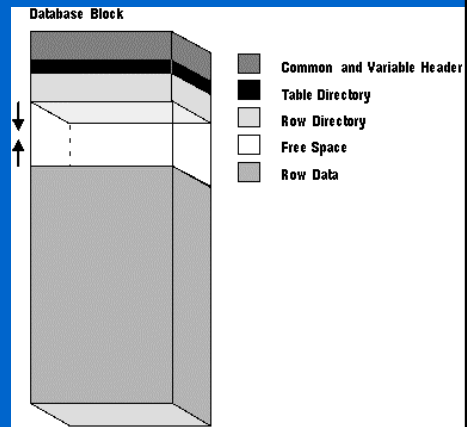 Database Block
Common and Variable Header
Table Directory
Row Directory
Free Space
Row Data